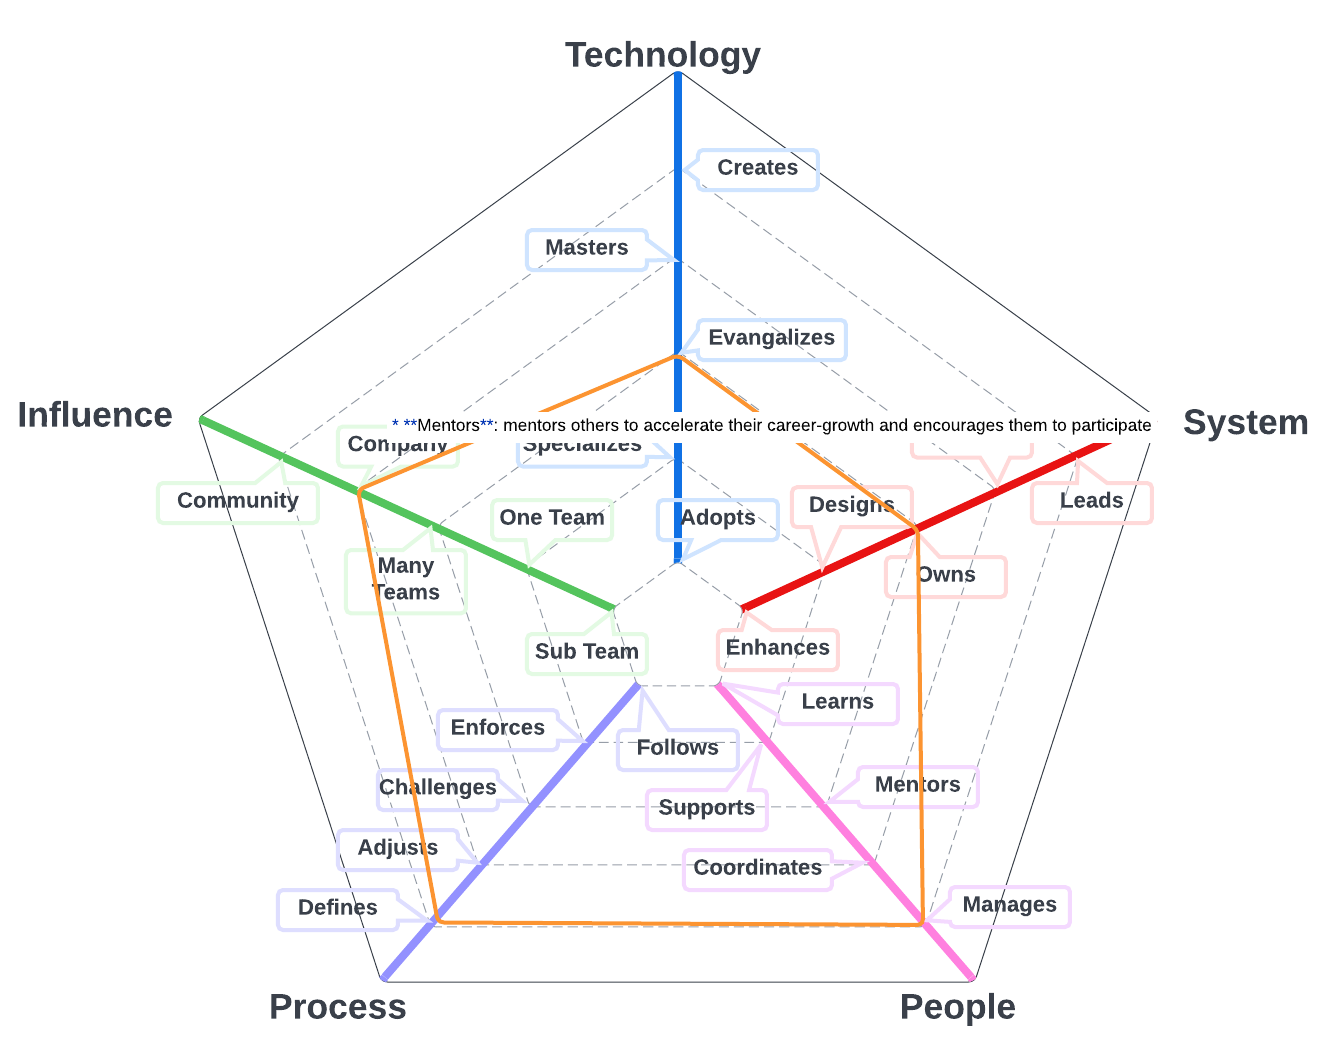 Technology
Creates
Masters
Evangalizes
Influence
System
* **Mentors**: mentors others to accelerate their career-growth and encourages them to participate
Company
Specializes
Community
One Team
Adopts
Designs
Leads
Many
Teams
Owns
Sub Team
Enhances
Learns
Enforces
Follows
Challenges
Mentors
Supports
Adjusts
Coordinates
Defines
Manages
Process
People